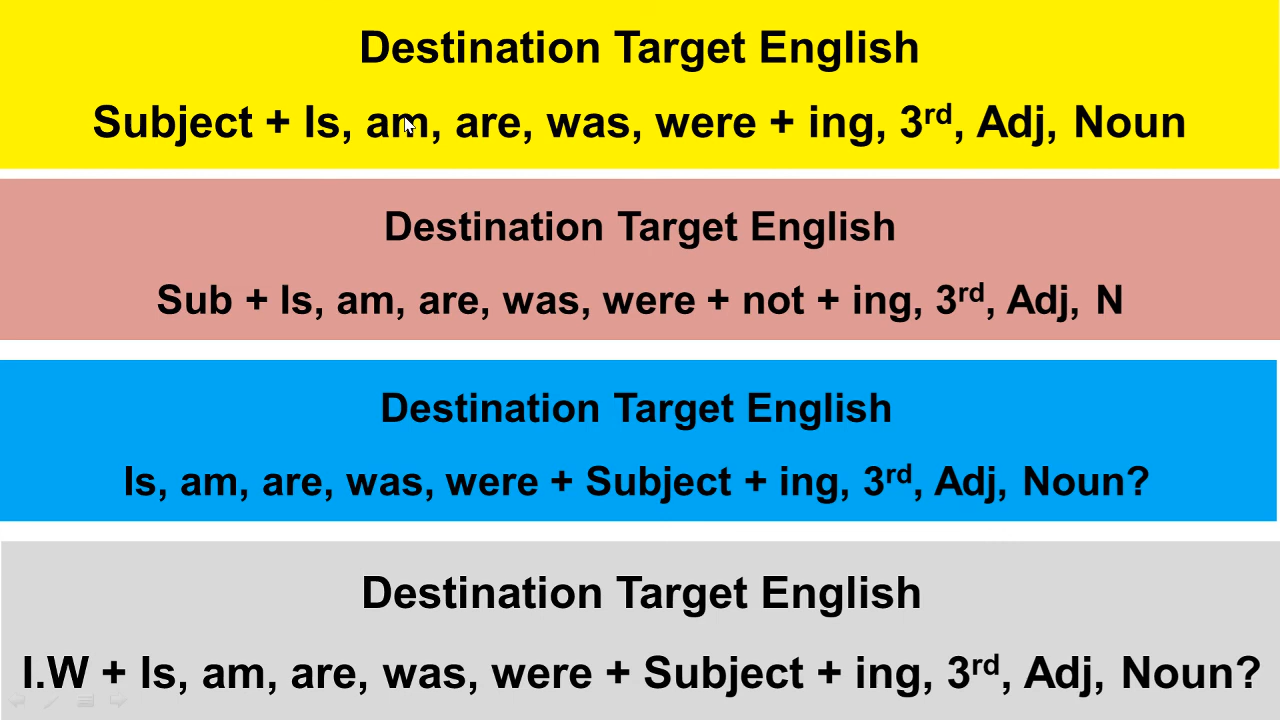 Destination Target English
Subject + Is, am, are, was, were + ing, 3rd, Adj, Noun
Destination Target English
Sub + Is, am, are, was, were + not + ing, 3rd, Adj, N
Destination Target English
Is, am, are, was, were + Subject + ing, 3rd, Adj, Noun?
Destination Target English
I.W + Is, am, are, was, were + Subject + ing, 3rd, Adj, Noun?